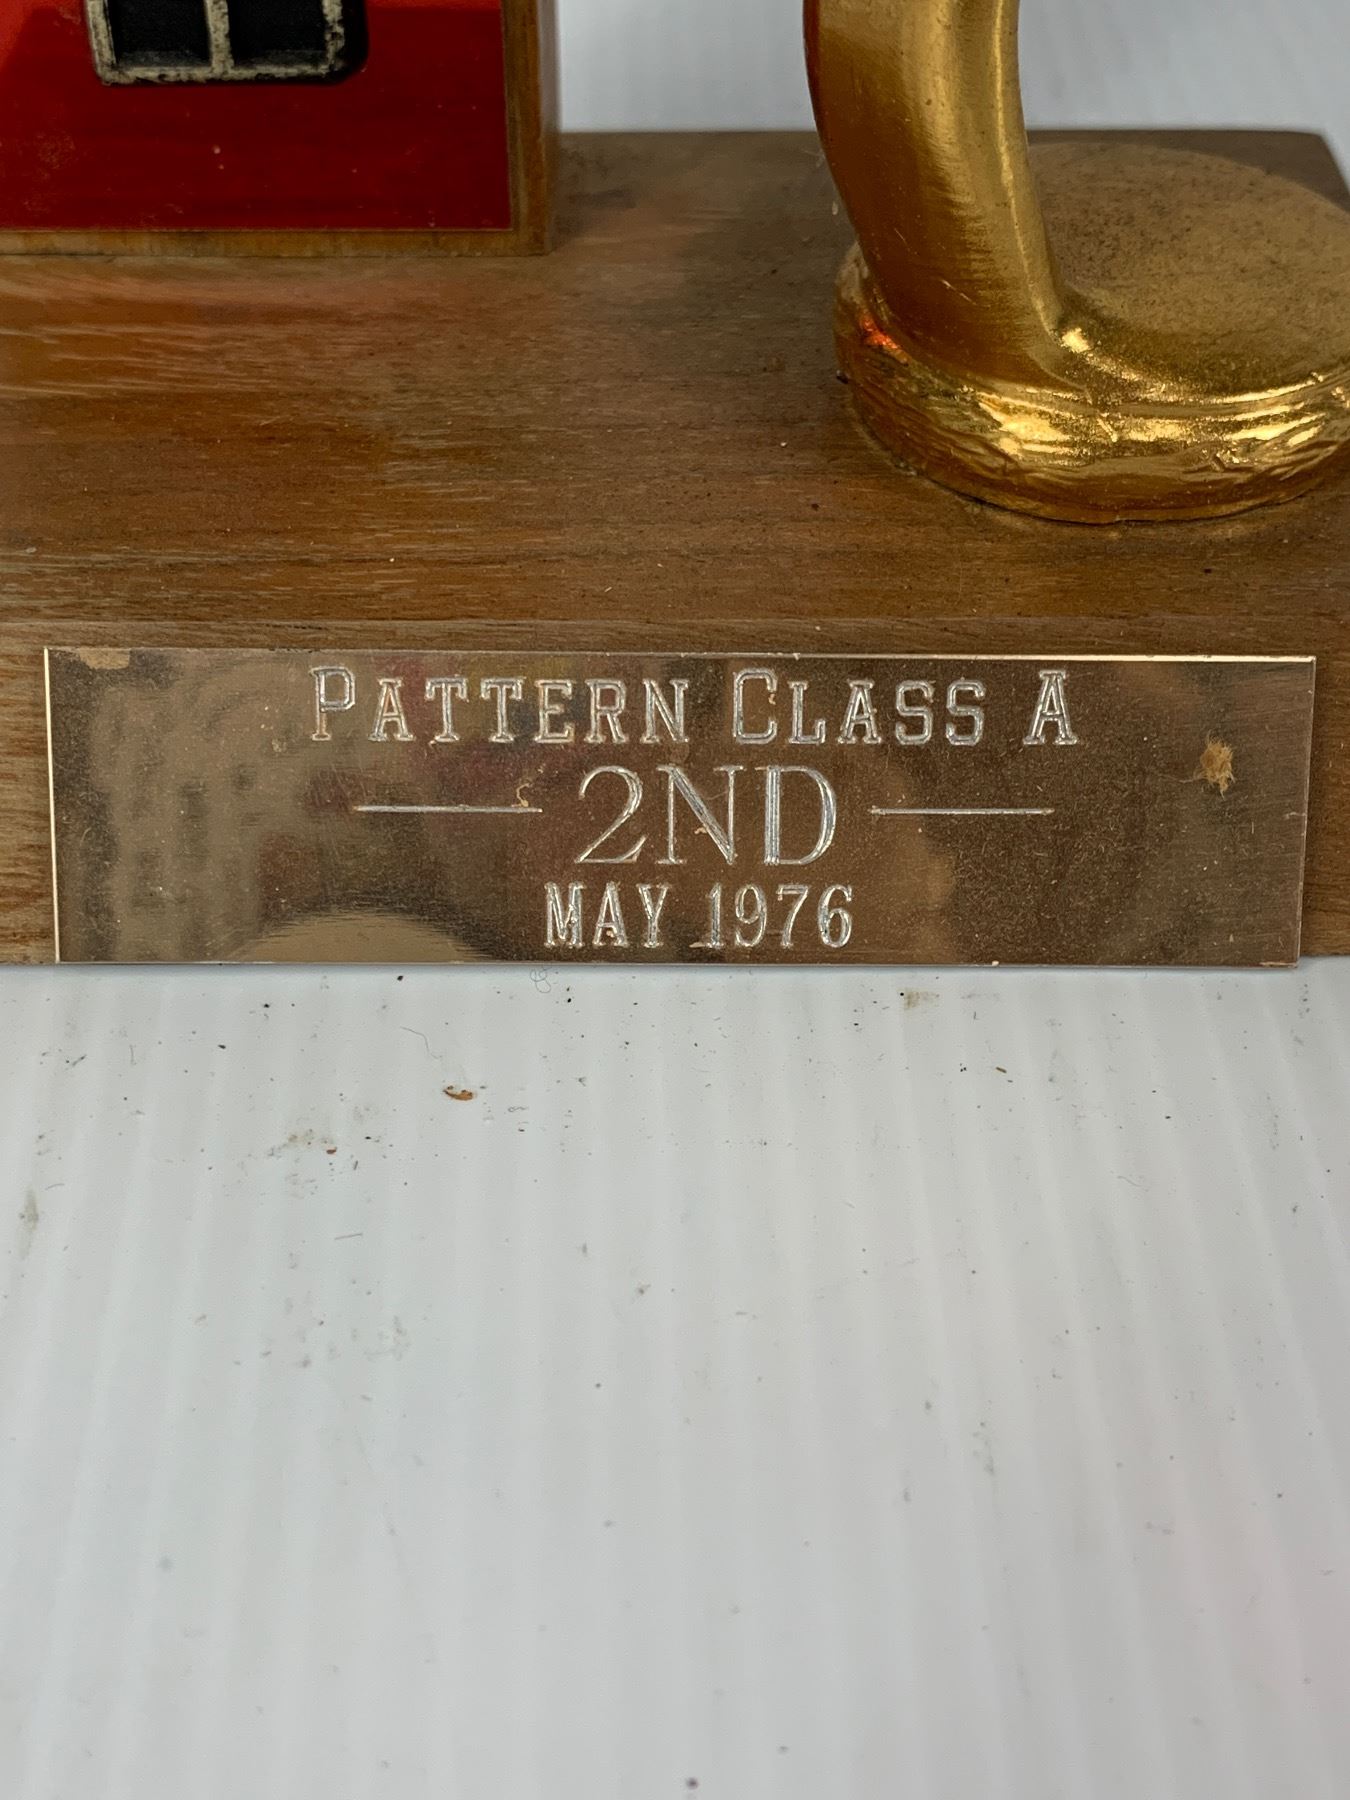 PATTERN CLASS A
2ND
MAY 1976